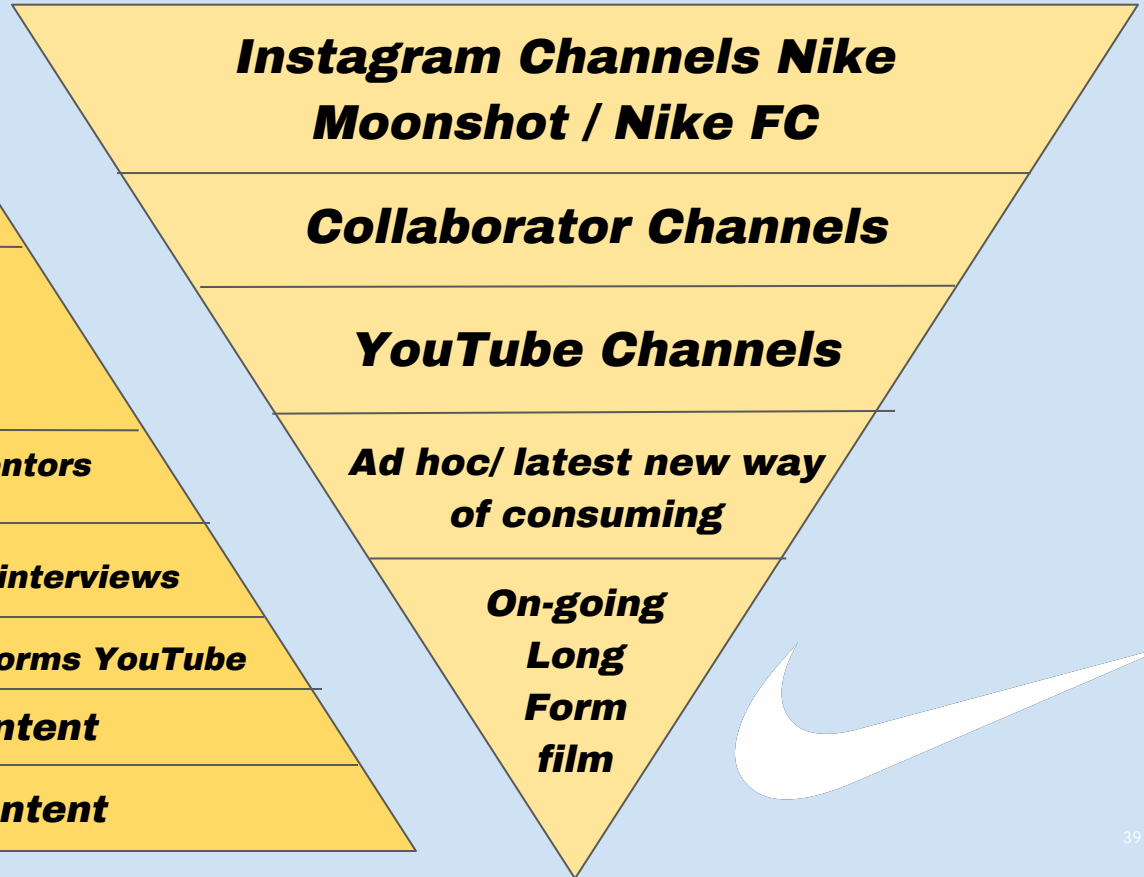 Instagram Channels Nike
Moonshot / Nike FC
Collaborator Channels
YouTube Channels
Ad hoc/ latest new way
of consuming
On-going
Long
Form
film
ntors
interviews
orms YouTube
ntent
ntent
39